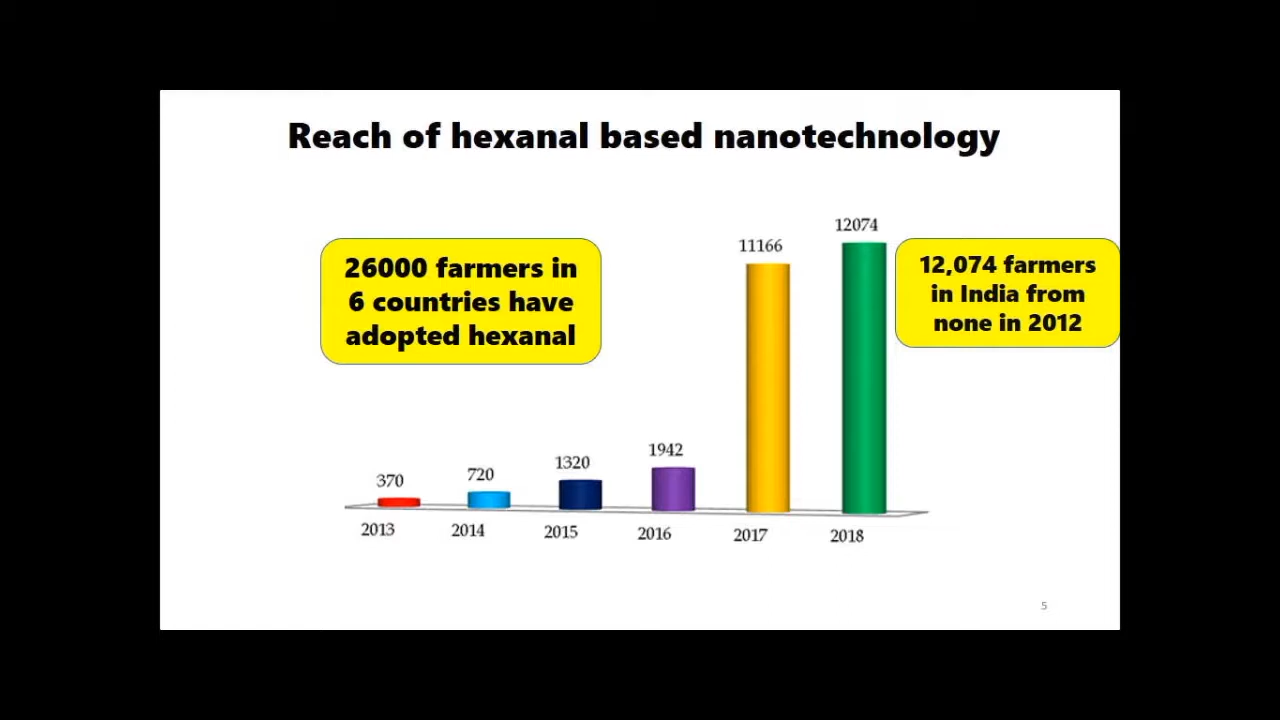 Reach of hexanal based nanotechnology
26000 farmers in
6 countries have
adopted hexanal
12,074 farmers
in India from
none in 2012
370
720
1320
1942
11166
12074
2013
2014
2015
2016
2017
2018
5